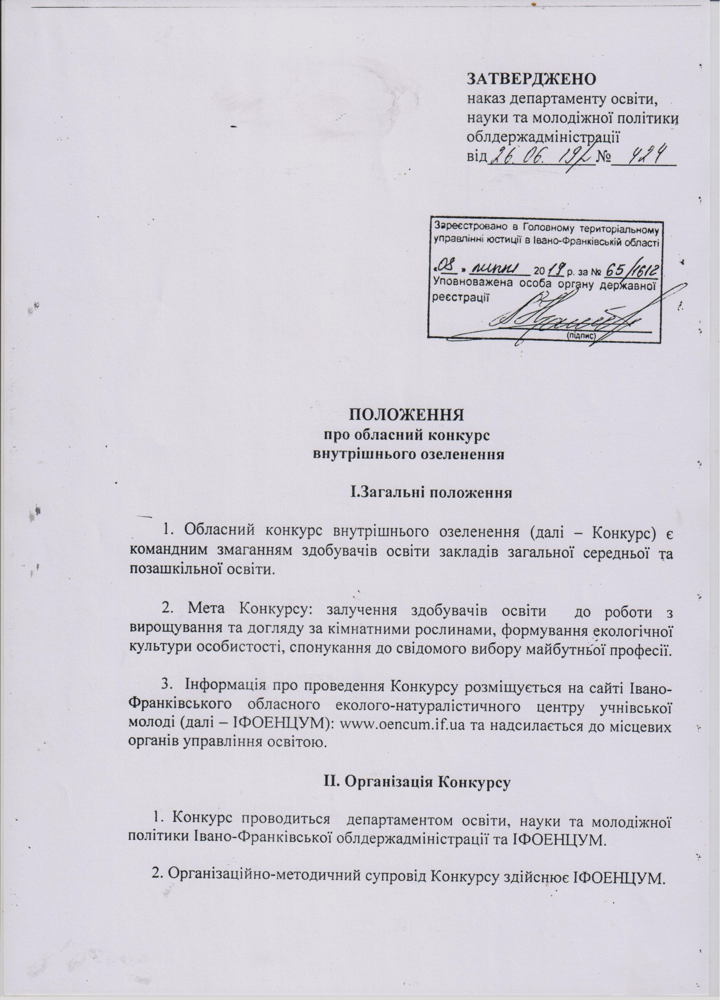 ЗАТВЕРДЖЕНО
наказ департаменту освіти,
науки та молодіжної політики
облдержадміністрації
від 26. 06. 19р. № 424
Зареєстровано в Головному територіальному
управлінні юстиції в Івано-Франківській області
«08» липня 2019 р. за № 65/1612
Уповноважена особа органу державної
реєстрації
(підпис)
ПОЛОЖЕННЯ
про обласний конкурс
внутрішнього озеленення
І.Загальні положення
1. Обласний конкурс внутрішнього озеленення (далі – Конкурс) є
командним змаганням здобувачів освіти закладів загальної середньої та
позашкільної освіти.
2. Мета Конкурсу: залучення здобувачів освіти до роботи з
вирощування та догляду за кімнатними рослинами, формування екологічної
культури особистості, спонукання до свідомого вибору майбутньої професії.
3. Інформація про проведення Конкурсу розміщується на сайті Івано-
Франківського обласного еколого-натуралістичного центру учнівської
молоді (далі – ІФОЕНЦУМ): www.oencum.if.ua та надсилається до місцевих
органів управління освітою.
ІІ. Організація Конкурсу
1. Конкурс проводиться департаментом освіти, науки та молодіжної
політики Івано-Франківської облдержадміністрації та ІФОЕНЦУМ.
2. Організаційно-методичний супровід Конкурсу здійснює ІФОЕНЦУМ.